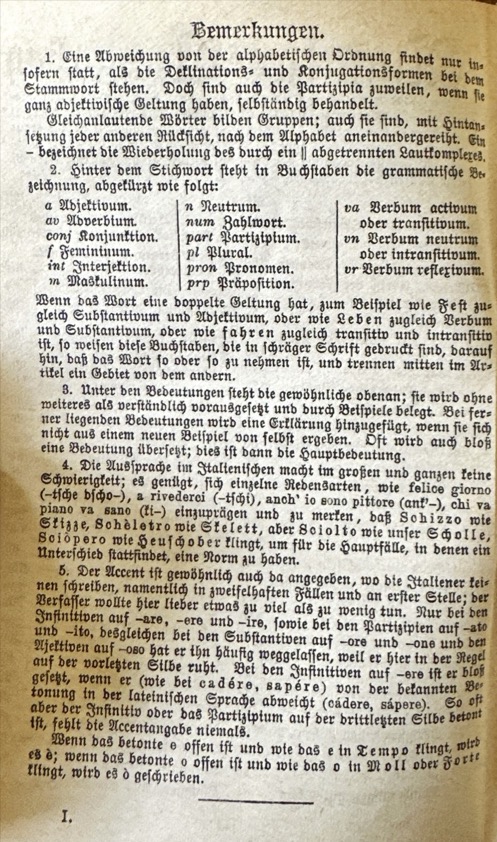 Bemerkungen.
1. Eine Abweichung von der alphabetischen Ordnung findet nur in-
sofern statt, als die Deklinations- und Konjugationsformen bei dem
Stammwort stehen. Doch sind auch die Partizipia zuweilen, wenn sie
ganz adjektivische Geltung haben, selbständig behandelt.
Gleichanlautende Wörter bilden Gruppen; auch sie sind, mit Hintan-
setzung jeder anderen Rücksicht, nach dem Alphabet aneinandergereiht. Ein
– bezeichnet die Wiederholung des durch ein || abgetrennten Lautkomplexes.
2. Hinter dem Stichwort steht in Buchstaben die grammatische Be-
zeichnung, abgekürzt wie folgt:
a Adjektivum.
av Adverbium.
conj Konjunktion.
f Femininum.
int Interjektion.
m Maskulinum.
n Neutrum.
num Zahlwort.
part Partizipium.
pl Plural.
pron Pronomen.
prp Präposition.
va Verbum activum
oder transitivum.
vn Verbum neutrum
oder intransitivum.
vr Verbum reflexivum.
Wenn das Wort eine doppelte Geltung hat, zum Beispiel wie Fest zu-
gleich Substantivum und Adjektivum, oder wie Leben zugleich Verbum
und Substantivum, oder wie fahren zugleich transitiv und intransitiv
ist, so weisen diese Buchstaben, die in schräger Schrift gedruckt sind, darauf
hin, daß das Wort so oder so zu nehmen ist, und trennen mitten im Ar-
tikel ein Gebiet von dem andern.
3. Unter den Bedeutungen steht die gewöhnliche obenan; sie wird ohne
weiteres als verständlich vorausgesetzt und durch Beispiele belegt. Bei fer-
ner liegenden Bedeutungen wird eine Erklärung hinzugefügt, wenn sie sich
nicht aus einem neuen Beispiel von selbst ergeben. Oft wird auch bloß
eine Bedeutung übersetzt; dies ist dann die Hauptbedeutung.
4. Die Aussprache im Italienischen macht im großen und ganzen keine
Schwierigkeit; es genügt, sich einzelne Redensarten, wie felice giorno
(–tsche dscho–), a rivederci (–tschi), anch' io sono pittore (ank'–), chi va
piano va sano (ki–) einzuprägen und zu merken, daß Schizzo wie
Skizze, Schèletro wie Skelett, aber Sciolto wie unser Scholle,
Sciòpero wie Heuschober klingt, um für die Hauptfälle, in denen ein
Unterschied stattfindet, eine Norm zu haben.
5. Der Accent ist gewöhnlich auch da angegeben, wo die Italiener kei-
nen schreiben, namentlich in zweifelhaften Fällen und an erster Stelle; der
Verfasser wollte hier lieber etwas zu viel als zu wenig tun. Nur bei den
Infinitiven auf -are, -ere und -ire, sowie bei den Partizipien auf -ato
und -ito, desgleichen bei den Substantiven auf -ore und -one und den
Ajektiven auf -oso hat er ihn häufig weggelassen, weil er hier in der Regel
auf der vorletzten Silbe ruht. Bei den Infinitiven auf -ere ist er bloß
gesetzt, wenn er (wie bei cadére, sapére) von der bekannten Be-
tonung in der lateinischen Sprache abweicht (cádere, sápere). So oft
aber der Infinitiv oder das Partizipium auf der drittletzten Silbe betont
ist, fehlt die Accentangabe niemals.
Wenn das betonte e offen ist und wie das e in Tempo klingt, wird
es è; wenn das betonte o offen ist und wie das o in Moll oder Forte
klingt, wird es ò geschrieben.
I.